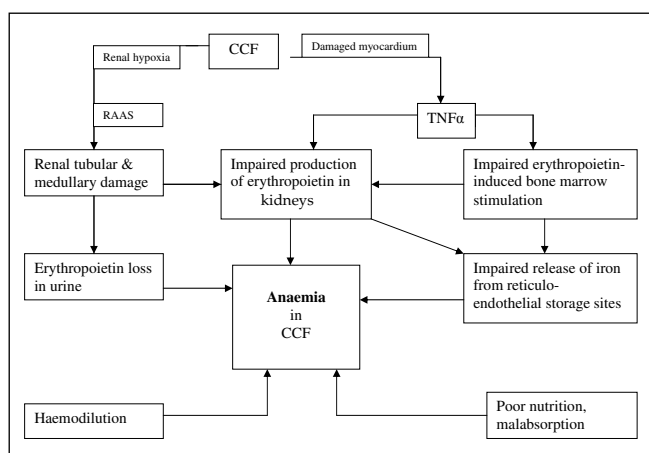 CCF
Renal hypoxia
Damaged myocardium
RAAS
TNFα
Renal tubular &
medullary damage
Impaired production
of erythropoietin in
kidneys
Impaired erythropoietin-
induced bone marrow
stimulation
Erythropoietin loss
in urine
Anaemia
in
CCF
Impaired release of iron
from reticulo-
endothelial storage sites
Haemodilution
Poor nutrition,
malabsorption